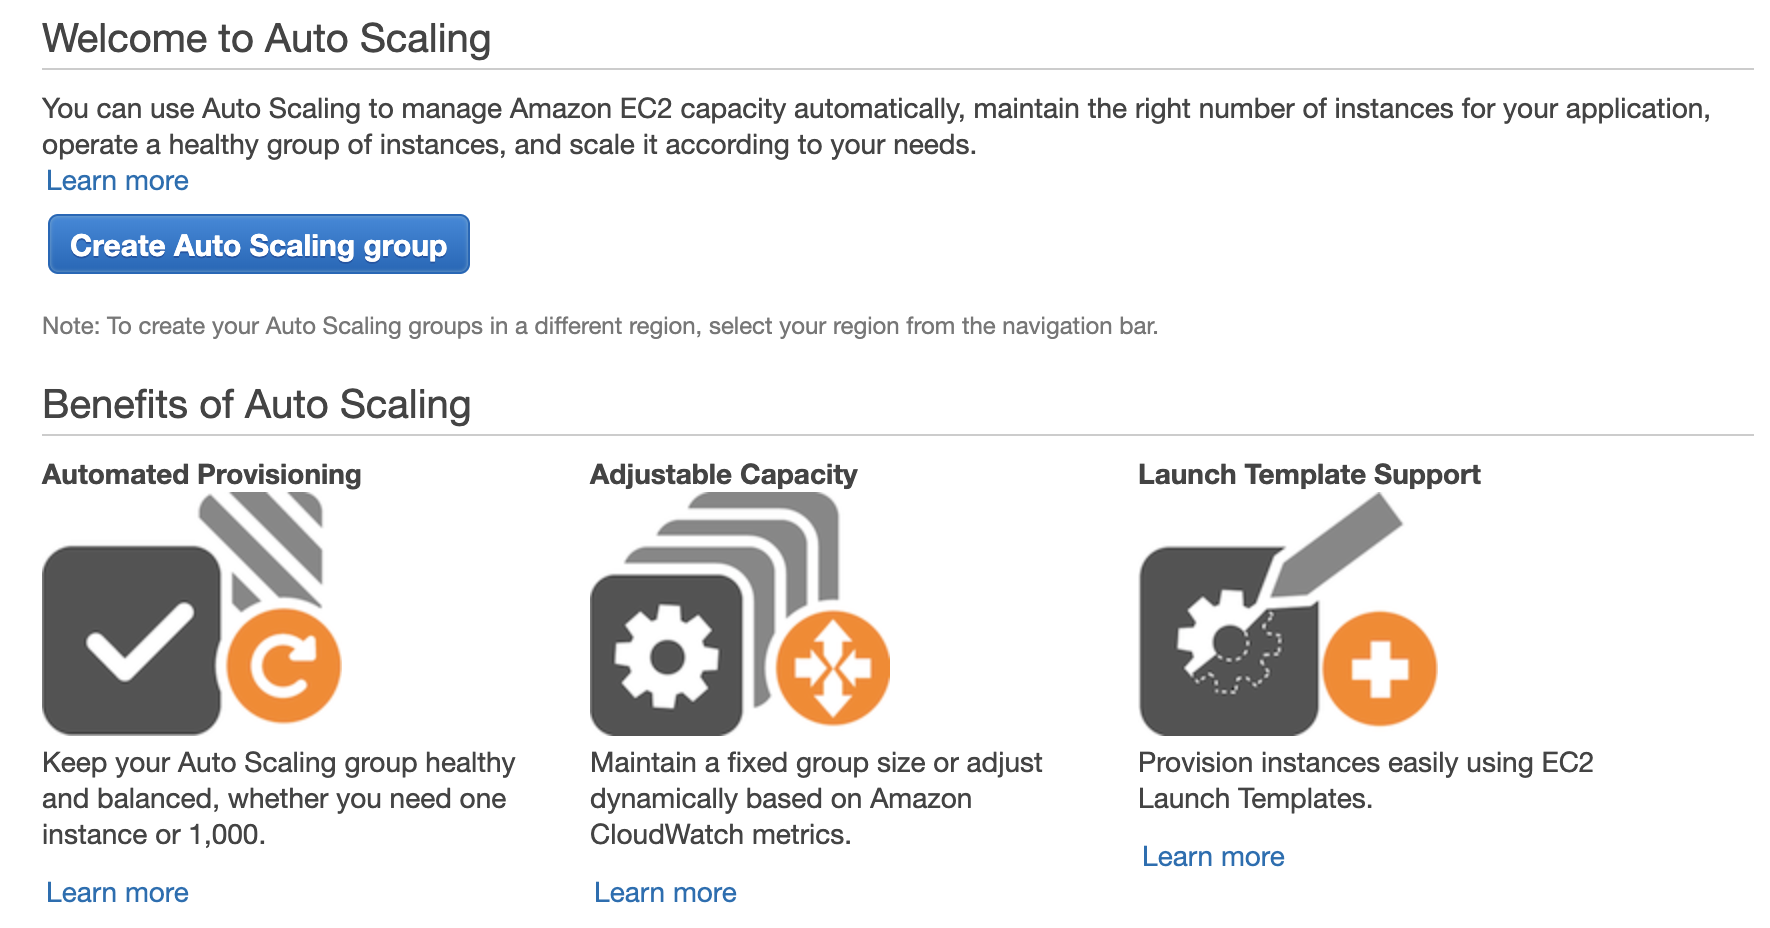 Welcome to Auto Scaling
You can use Auto Scaling to manage Amazon EC2 capacity automatically, maintain the right number of instances for your application,
operate a healthy group of instances, and scale it according to your needs.
Learn more
Create Auto Scaling group
Note: To create your Auto Scaling groups in a different region, select your region from the navigation bar.
Benefits of Auto Scaling
Automated Provisioning
Keep your Auto Scaling group healthy
and balanced, whether you need one
instance or 1,000.
Learn more
Adjustable Capacity
Maintain a fixed group size or adjust
dynamically based on Amazon
CloudWatch metrics.
Learn more
Launch Template Support
Provision instances easily using EC2
Launch Templates.
Learn more